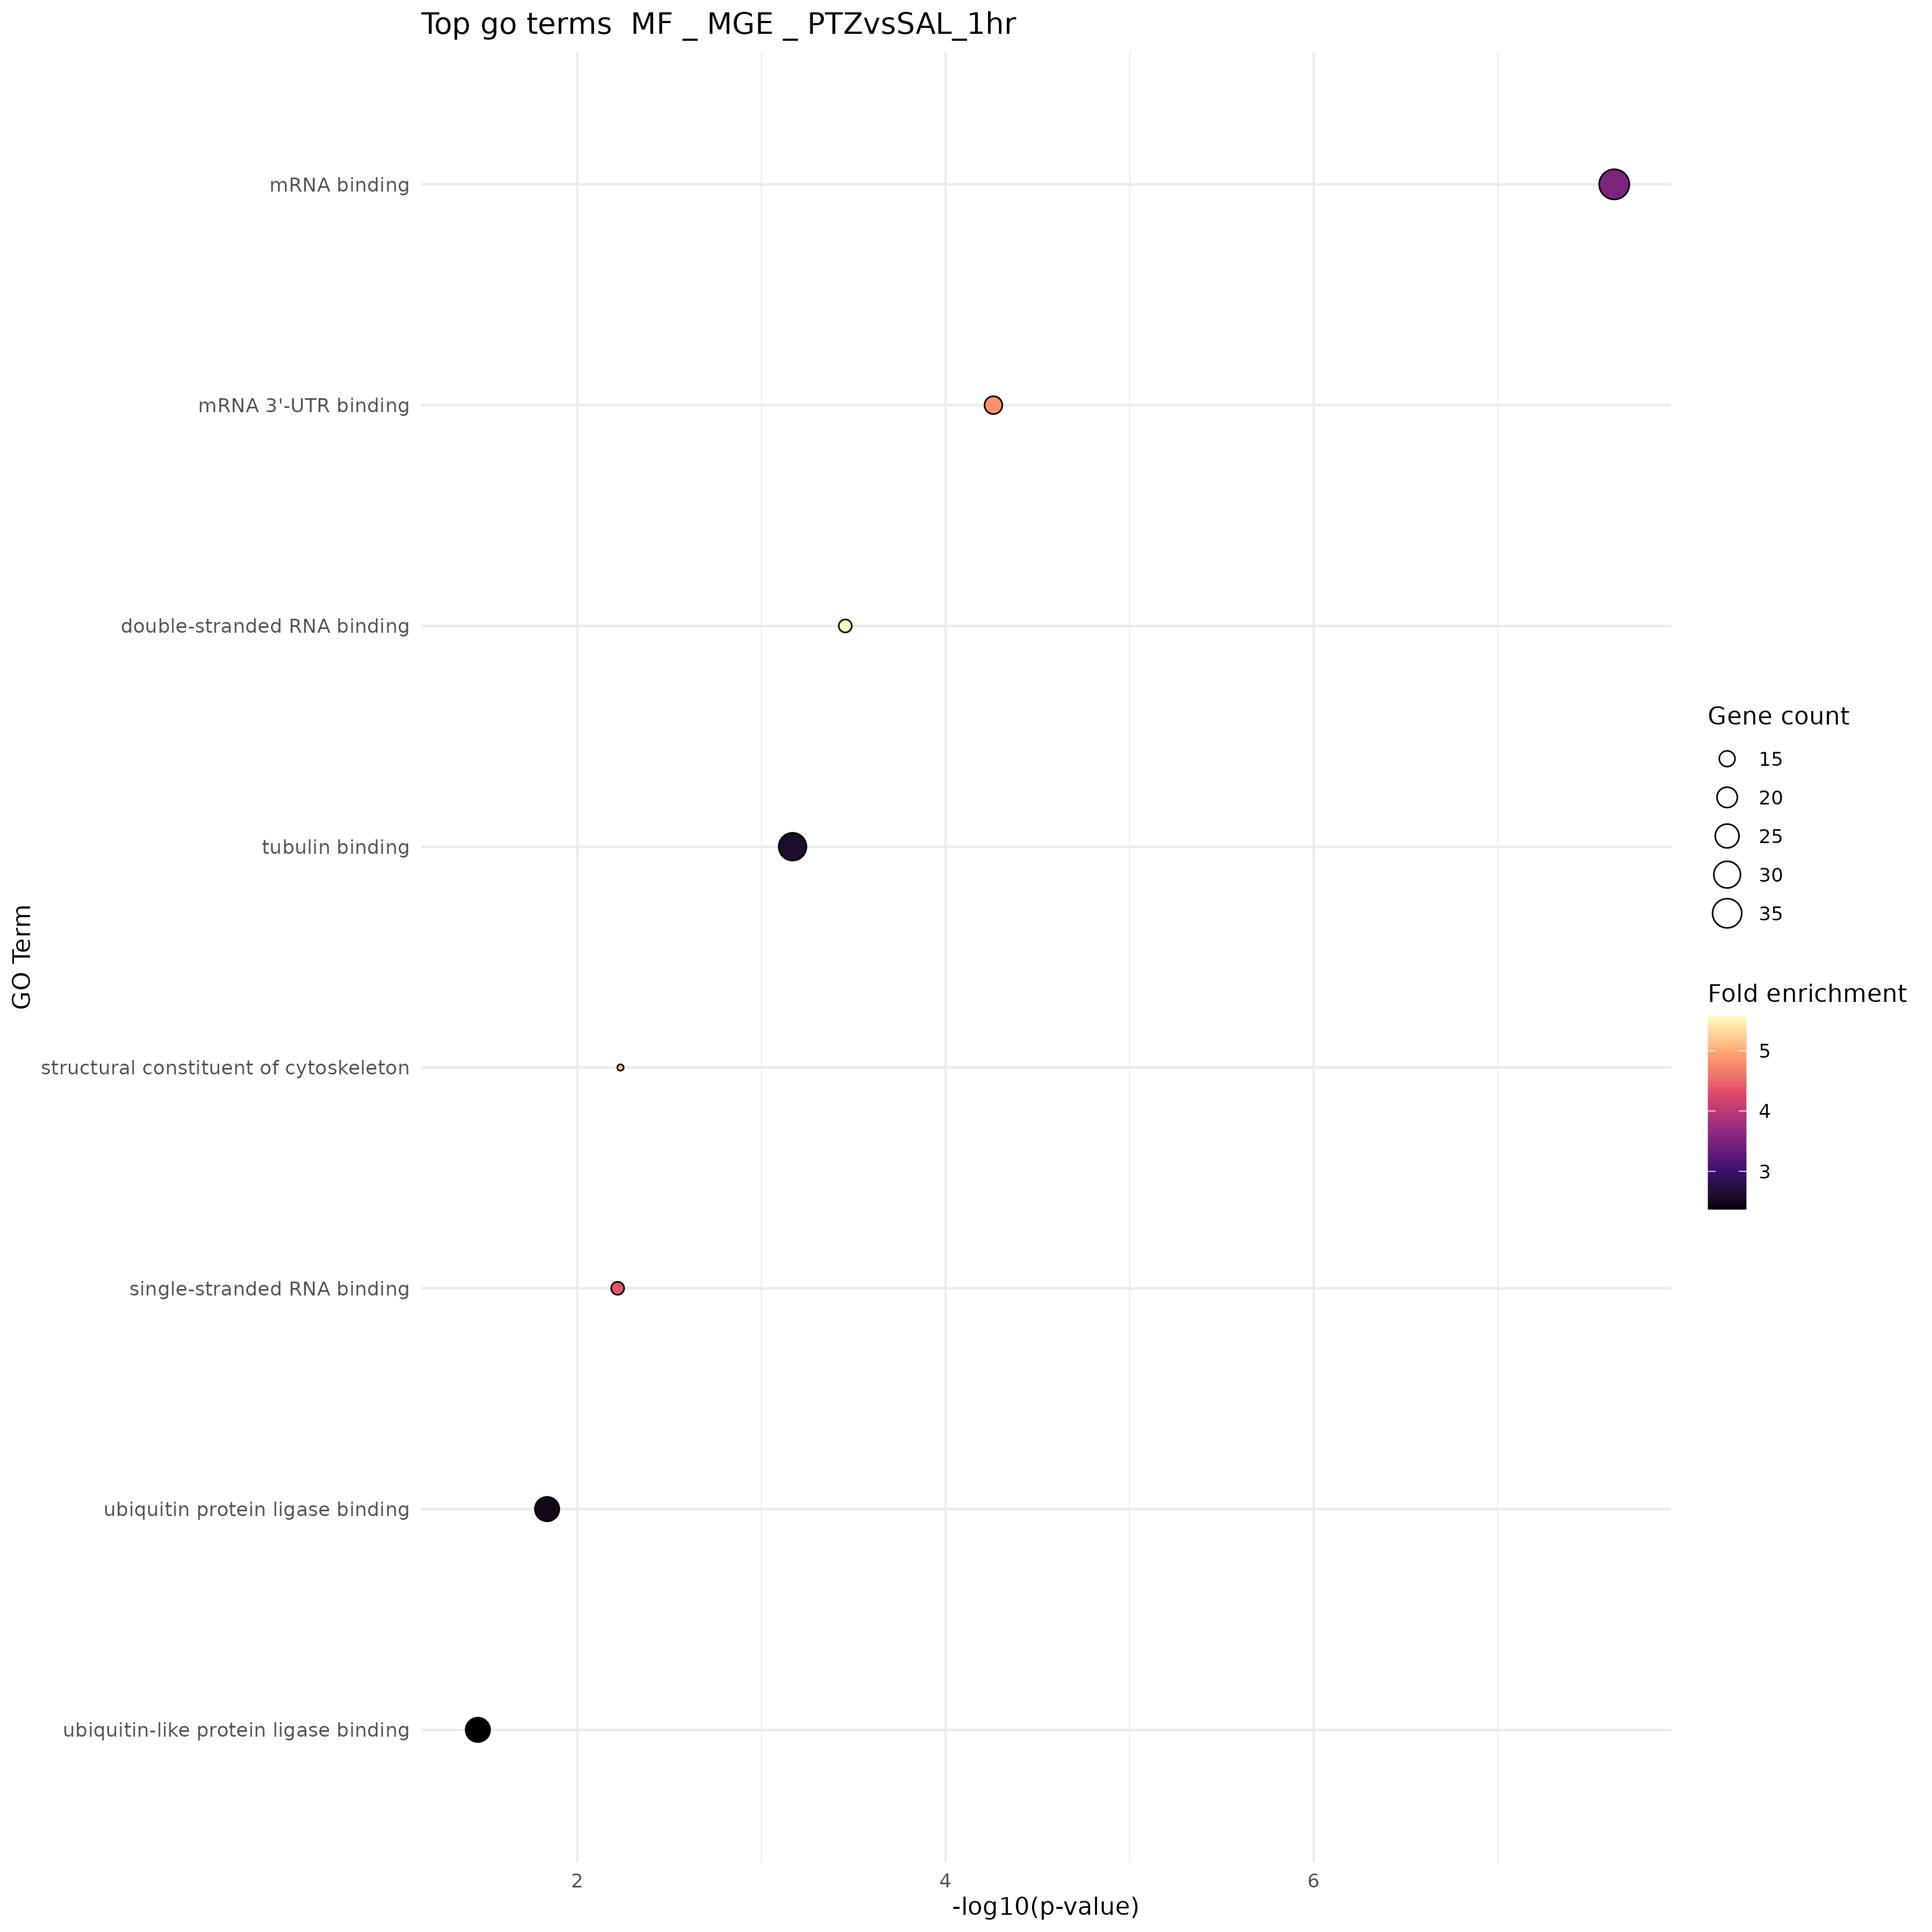 Top go terms  MF _ MGE _ PTZvsSAL_1hr
mRNA binding
mRNA 3'-UTR binding
double-stranded RNA binding
tubulin binding
structural constituent of cytoskeleton
single-stranded RNA binding
ubiquitin protein ligase binding
ubiquitin-like protein ligase binding
GO Term
2
4
6
-log10(p-value)
Gene count
15
20
25
30
35
Fold enrichment
5
4
3